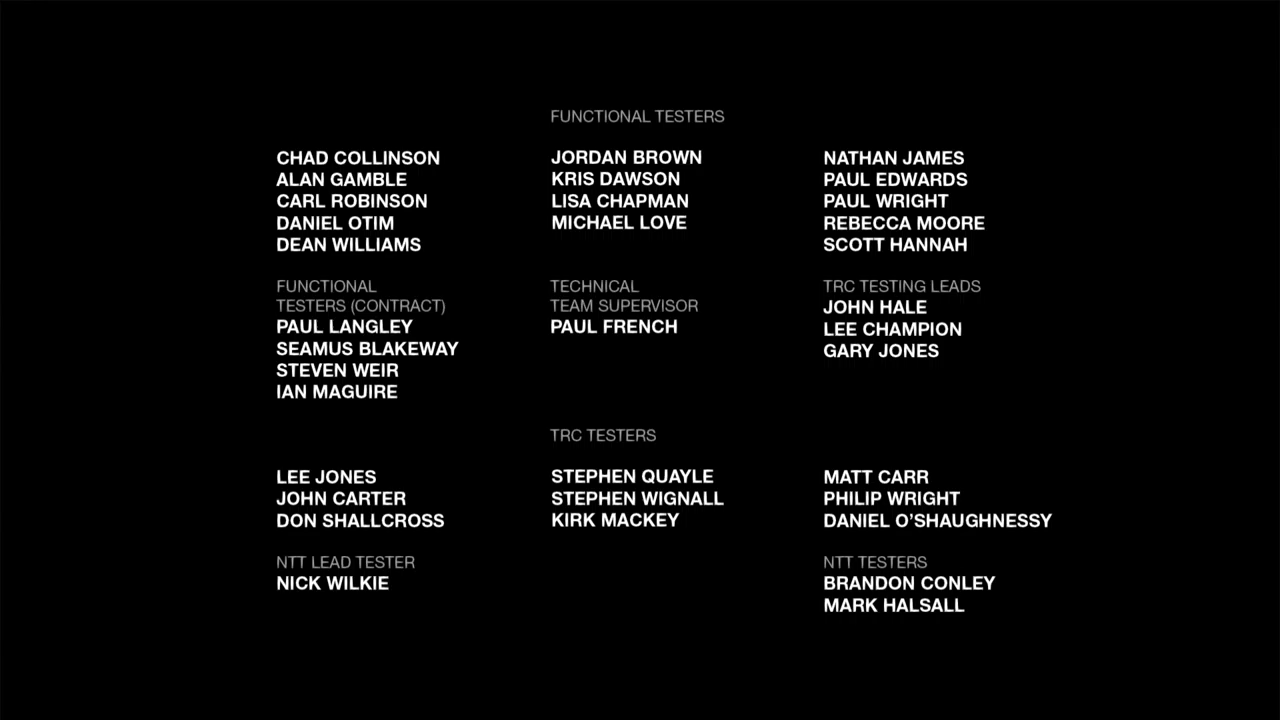 FUNCTIONAL TESTERS
CHAD COLLINSON
ALAN GAMBLE
CARL ROBINSON
DANIEL OTIM
DEAN WILLIAMS
JORDAN BROWN
KRIS DAWSON
LISA CHAPMAN
MICHAEL LOVE
NATHAN JAMES
PAUL EDWARDS
PAUL WRIGHT
REBECCA MOORE
SCOTT HANNAH
FUNCTIONAL
TESTERS (CONTRACT)
PAUL LANGLEY
SEAMUS BLAKEWAY
STEVEN WEIR
IAN MAGUIRE
TECHNICAL
TEAM SUPERVISOR
PAUL FRENCH
TRC TESTING LEADS
JOHN HALE
LEE CHAMPION
GARY JONES
TRC TESTERS
LEE JONES
JOHN CARTER
DON SHALLCROSS
STEPHEN QUAYLE
STEPHEN WIGNALL
KIRK MACKEY
MATT CARR
PHILIP WRIGHT
DANIEL O’SHAUGHNESSY
NTT LEAD TESTER
NICK WILKIE
NTT TESTERS
BRANDON CONLEY
MARK HALSALL